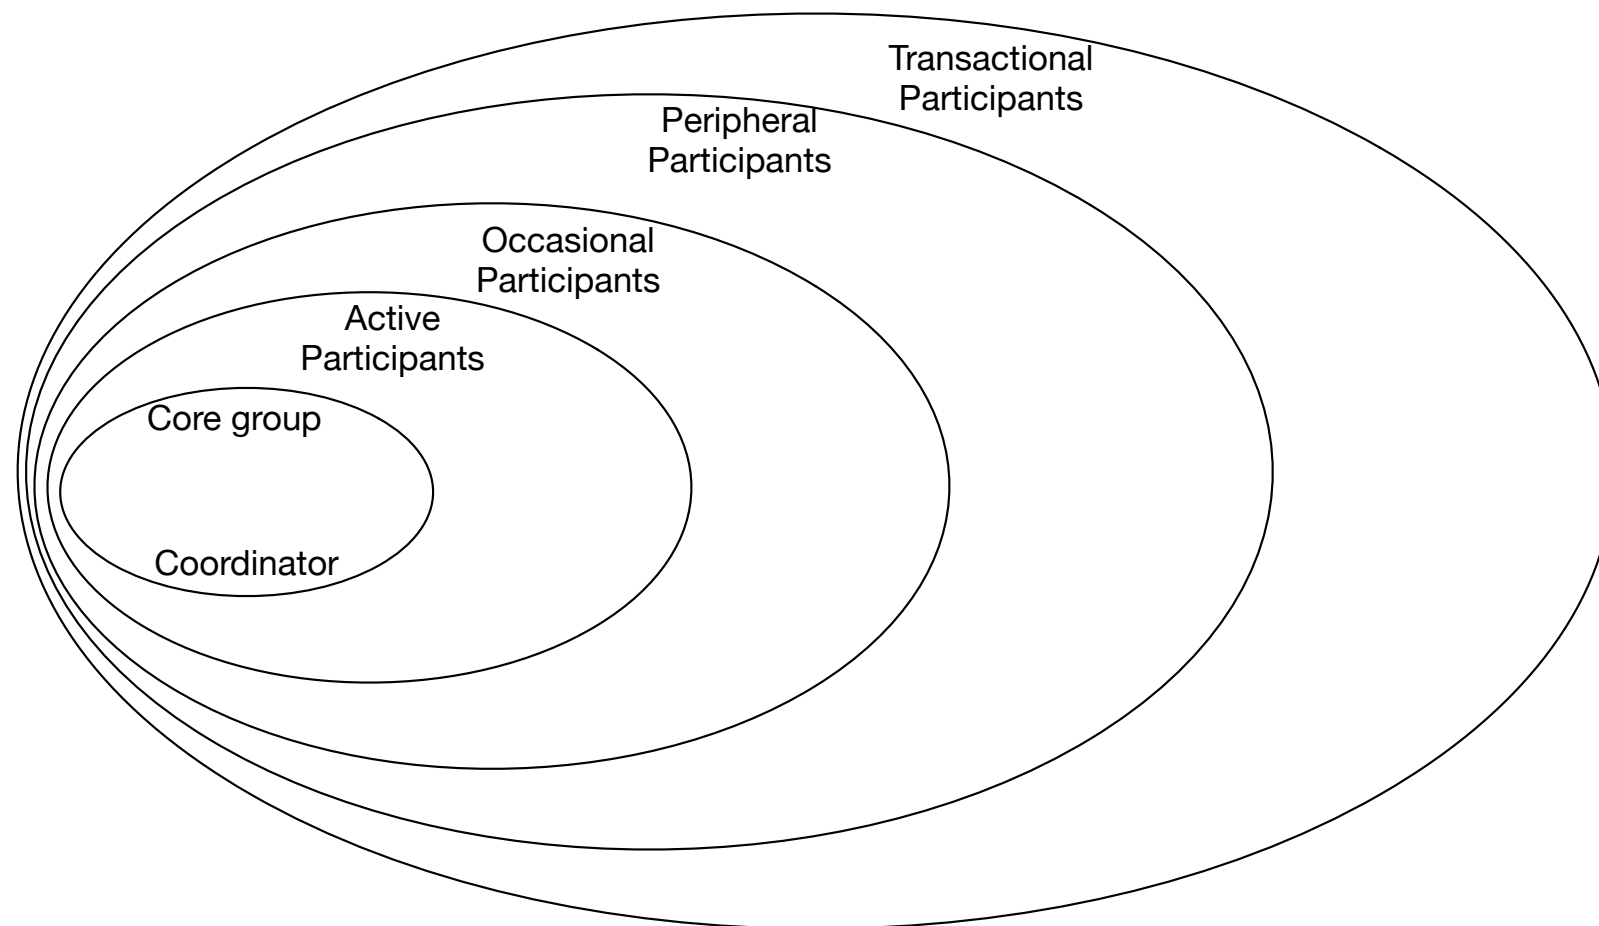 Transactional
Participants
Peripheral
Participants
Occasional
Participants
Active
Participants
Core group
Coordinator